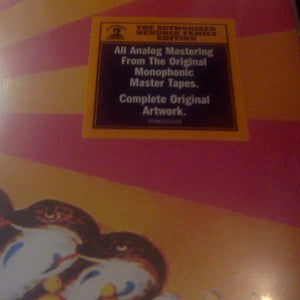 THE AUTHORIZED
HENDRIX FAMILY
EDITION
All Analog Mastering
From The Original
Monophonic
Master Tapes.
Complete Original
Artwork.